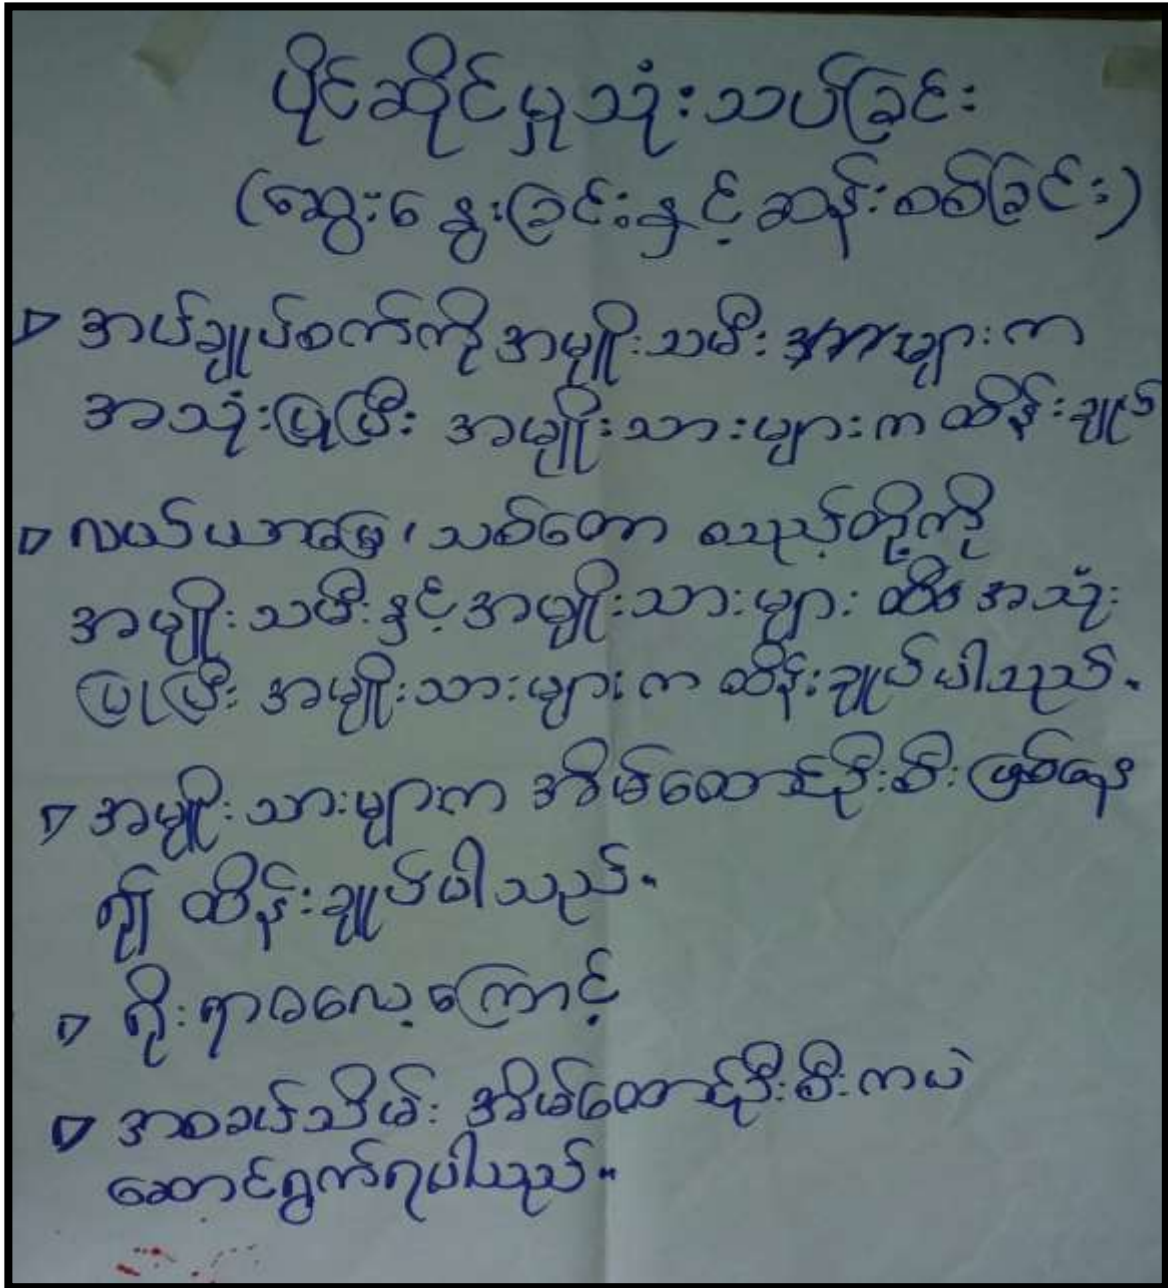 ပိုင်ဆိုင်မှုသုံးသပ်ခြင်း
(ဆွေးနွေးခြင်းနှင့်ဆန်းစစ်ခြင်း)
အပ်ချုပ်စက်ကို အမျိုးသမီး များက
အသုံးပြုပြီး အမျိုးသားများက ထိန်းချုပ်
လယ်ယာမြေ၊ သစ်တော စသည့်တို့ကို
အမျိုးသမီးနှင့် အမျိုးသားများ အသုံး
ပြုပြီး အမျိုးသားများက ထိန်းချုပ်ပါသည်။
အမျိုးသားများက အိမ်ထောင်ဦးစီး ဖြစ်နေ
၍ ထိန်းချုပ်ပါသည်။
ရိုးရာဓလေ့ကြောင့်
အစခပ်သိမ်း အိမ်ထောင်ဦးစီးကပဲ
ဆောင်ရွက်ရပါသည်။